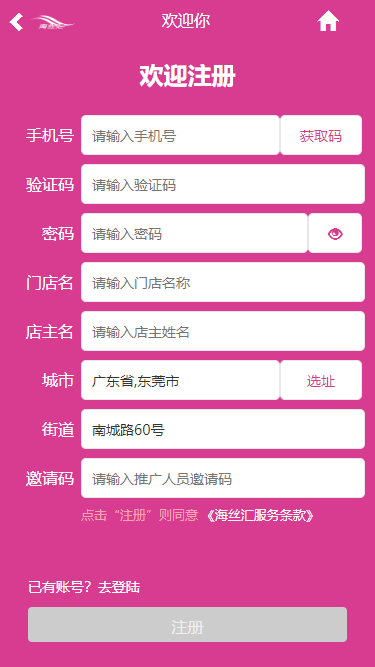 海丝汇
欢迎你
欢迎注册
手机号 请输入手机号 获取码
验证码 请输入验证码
密码 请输入密码
门店名 请输入门店名称
店主名 请输入店主姓名
城市 广东省,东莞市 选址
街道 南城路60号
邀请码 请输入推广人员邀请码
点击“注册”则同意《海丝汇服务条款》
已有账号？去登陆
注册